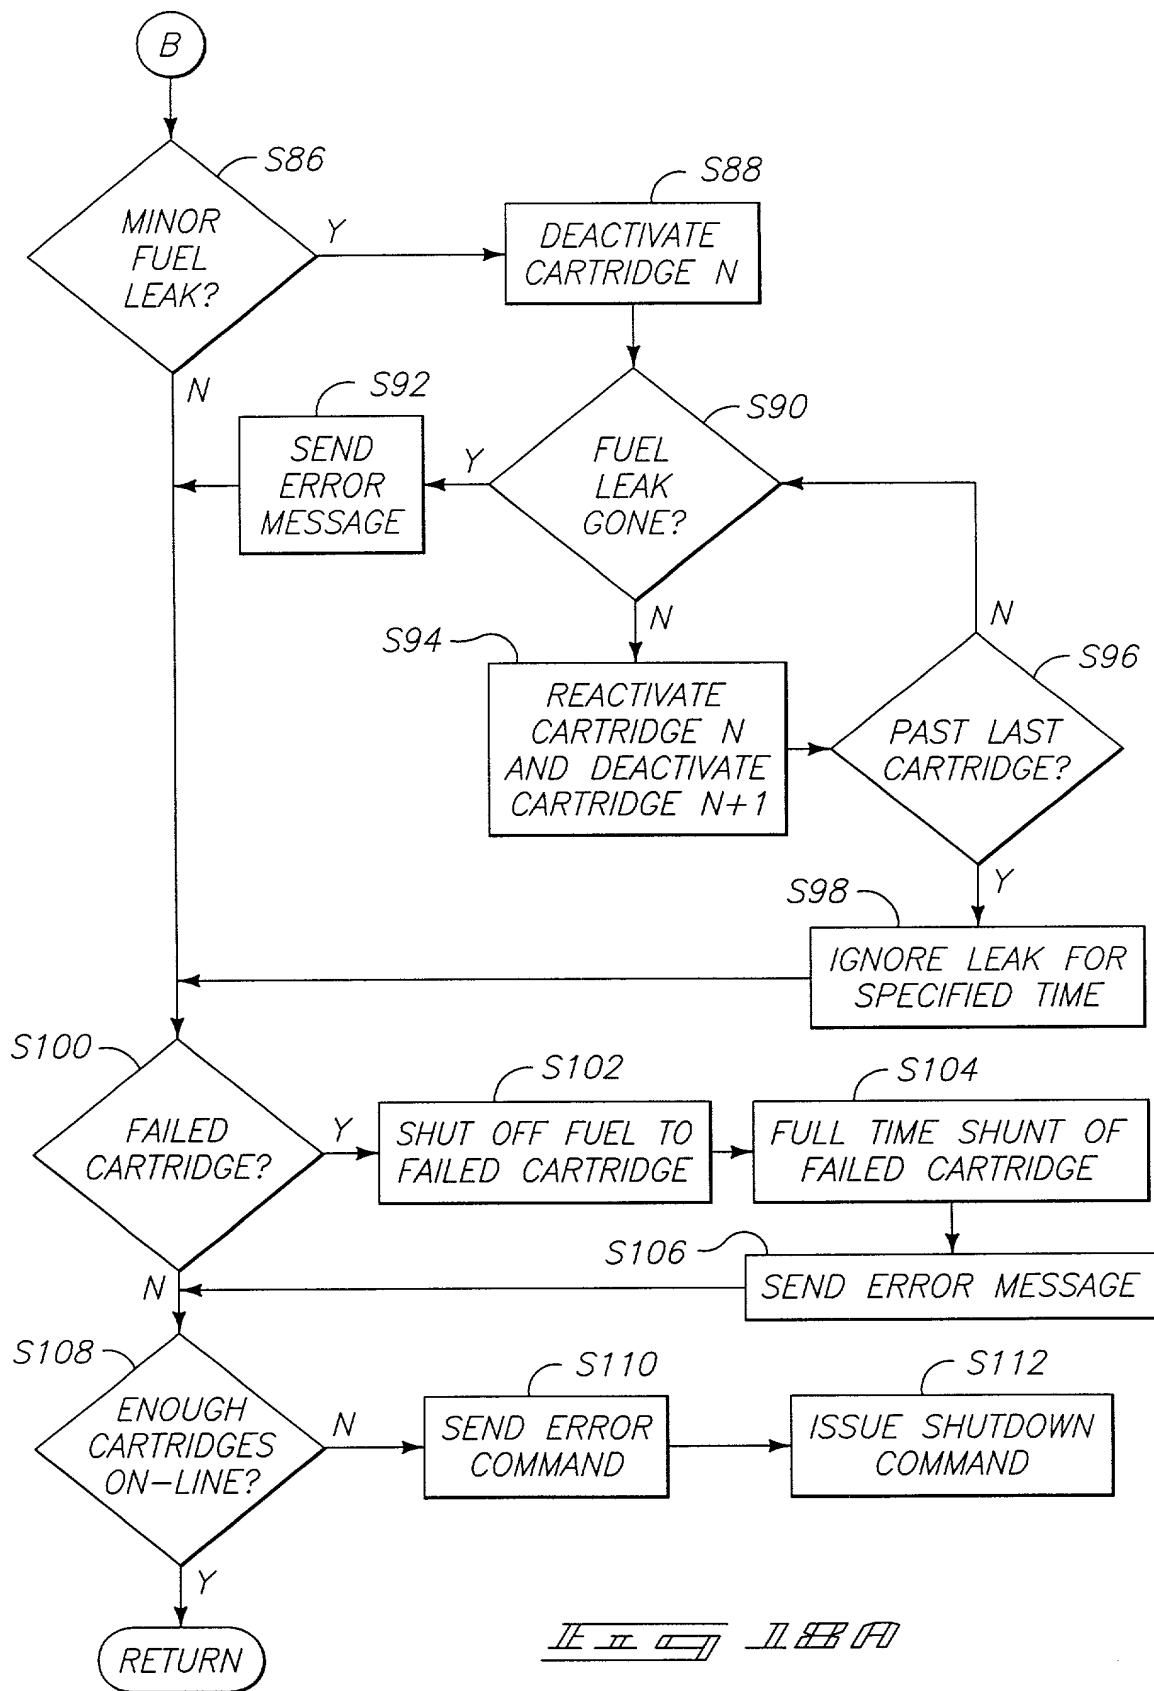 B
S86
MINOR
FUEL
LEAK?
Y
N
S88
DEACTIVATE
CARTRIDGE N
S92
SEND
ERROR
MESSAGE
S90
FUEL
LEAK
GONE?
Y
N
S94
REACTIVATE
CARTRIDGE N
AND DEACTIVATE
CARTRIDGE N+1
S96
PAST LAST
CARTRIDGE?
N
Y
S98
IGNORE LEAK FOR
SPECIFIED TIME
S100
FAILED
CARTRIDGE?
Y
N
S102
SHUT OFF FUEL TO
FAILED CARTRIDGE
S104
FULL TIME SHUNT OF
FAILED CARTRIDGE
S106
SEND ERROR MESSAGE
S108
ENOUGH
CARTRIDGES
ON-LINE?
N
Y
S110
SEND ERROR
COMMAND
S112
ISSUE SHUTDOWN
COMMAND
RETURN
Fig 18A